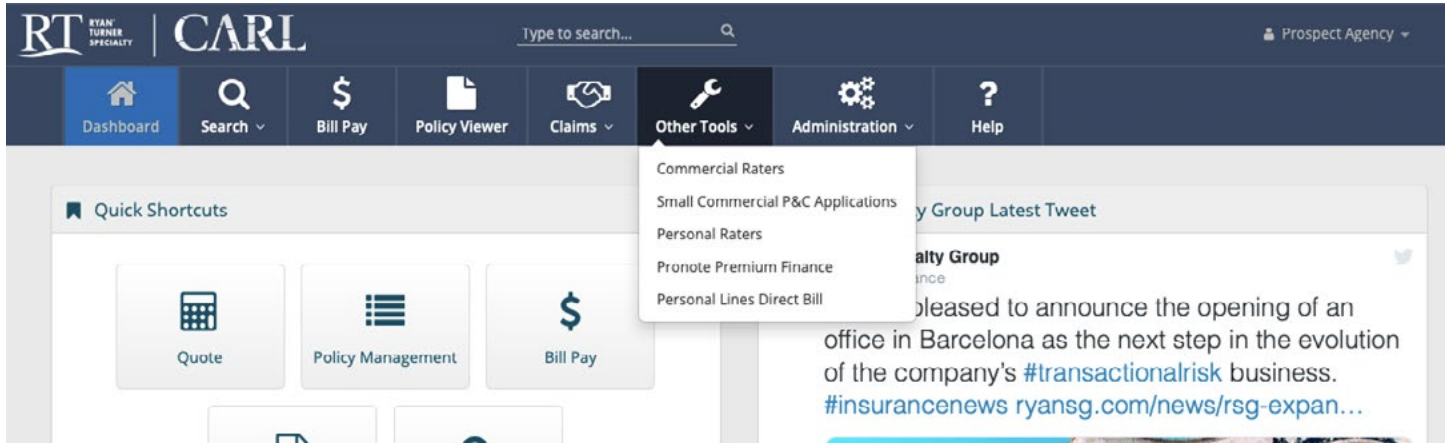 RT RYAN TURNER SPECIALTY | CARL
Type to search...
Prospect Agency
Dashboard
Search
Bill Pay
Policy Viewer
Claims
Other Tools
Administration
Help
Commercial Raters
Small Commercial P&C Applications
Personal Raters
Pronote Premium Finance
Personal Lines Direct Bill
Quick Shortcuts
Quote
Policy Management
Bill Pay
y Group Latest Tweet
alty Group
ance
pleased to announce the opening of an
office in Barcelona as the next step in the evolution
of the company's #transactionalrisk business.
#insurancenews ryansg.com/news/rsg-expan...